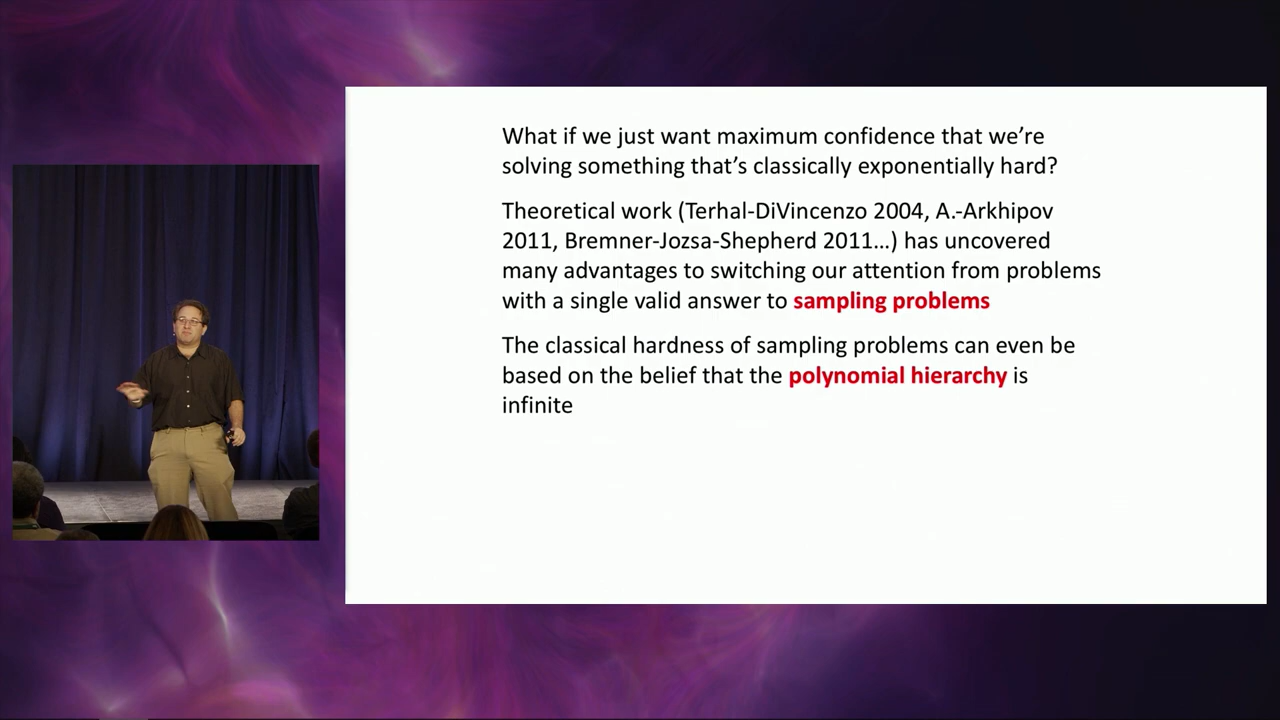 What if we just want maximum confidence that we’re
solving something that’s classically exponentially hard?
Theoretical work (Terhal-DiVincenzo 2004, A.-Arkhipov
2011, Bremner-Jozsa-Shepherd 2011…) has uncovered
many advantages to switching our attention from problems
with a single valid answer to sampling problems
The classical hardness of sampling problems can even be
based on the belief that the polynomial hierarchy is
infinite